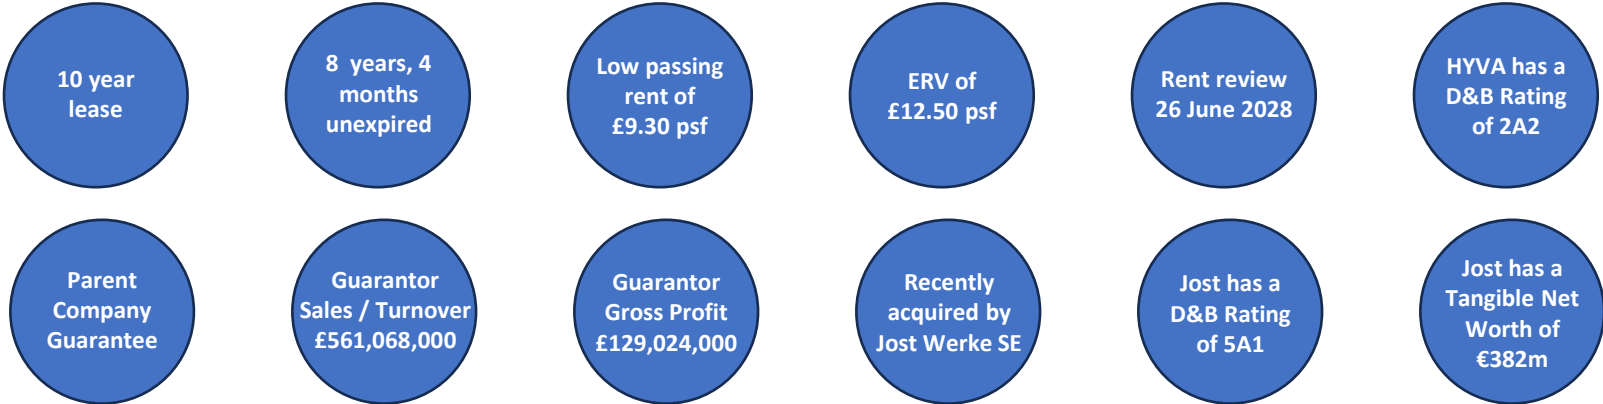 10 year
lease
8 years, 4
months
unexpired
Low passing
rent of
£9.30 psf
ERV of
£12.50 psf
Rent review
26 June 2028
HYVA has a
D&B Rating
of 2A2
Parent
Company
Guarantee
Guarantor
Sales / Turnover
£561,068,000
Guarantor
Gross Profit
£129,024,000
Recently
acquired by
Jost Werke SE
Jost has a
D&B Rating
of 5A1
Jost has a
Tangible Net
Worth of
€382m